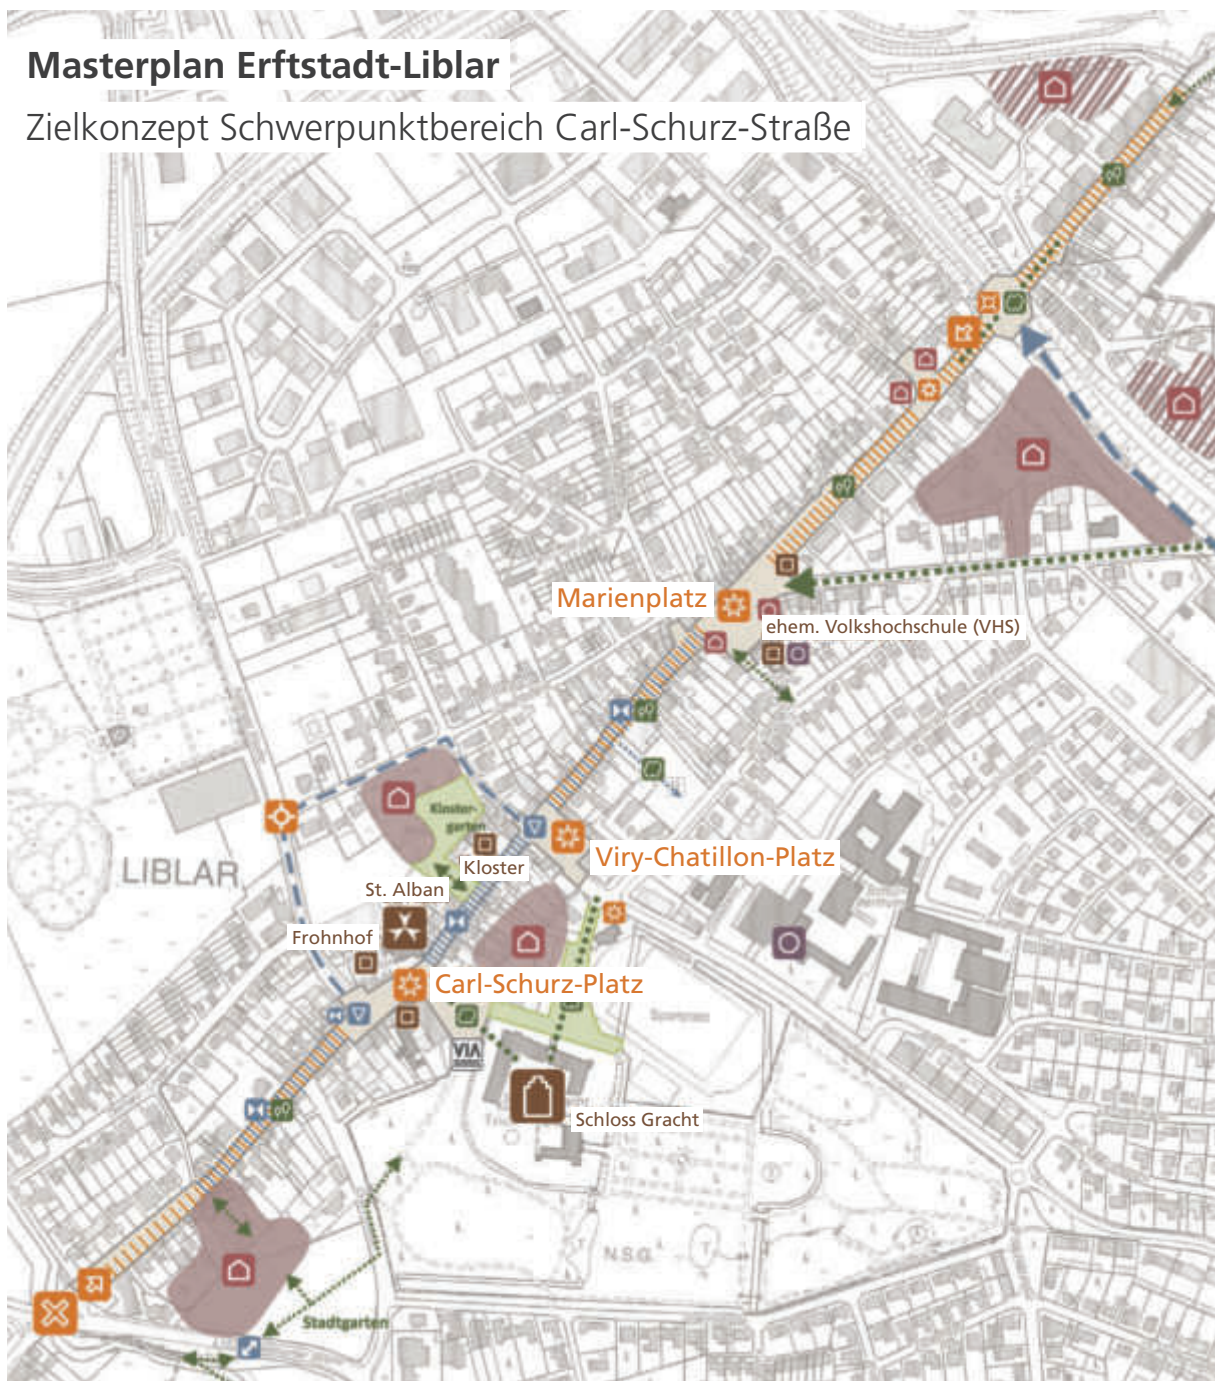 Masterplan Erftstadt-Liblar
Zielkonzept Schwerpunktbereich Carl-Schurz-Straße
Marienplatz
ehem. Volkshochschule (VHS)
Kloster-
garten
Viry-Chatillon-Platz
Kloster
LIBLAR
St. Alban
Frohnhof
Carl-Schurz-Platz
VIA
Schloss Gracht
N.S.G.
Stadtgarten